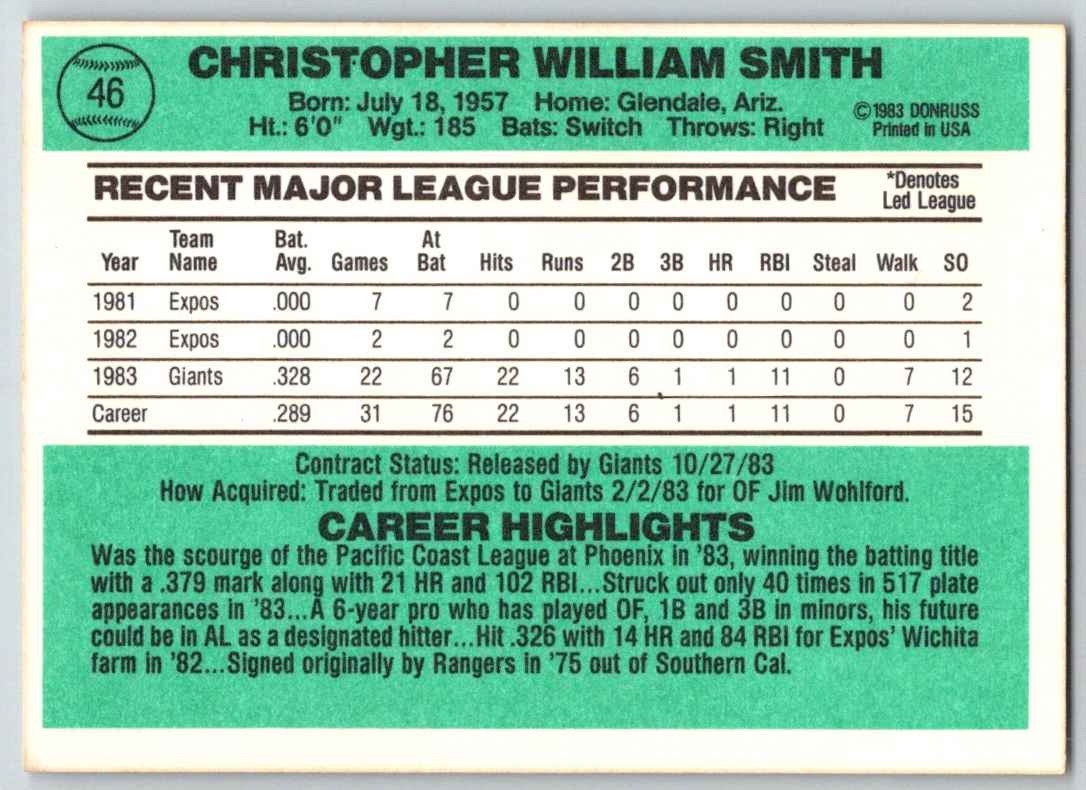 46
CHRISTOPHER WILLIAM SMITH
Born: July 18, 1957 Home: Glendale, Ariz.
Ht.: 6'0" Wgt.: 185 Bats: Switch Throws: Right
©1983 DONRUSS
Printed in USA
RECENT MAJOR LEAGUE PERFORMANCE
*Denotes
Led League
Year Team Name Bat. Avg. Games At Bat Hits Runs 2B 3B HR RBI Steal Walk SO
1981 Expos .000 7 7 0 0 0 0 0 0 0 0 2
1982 Expos .000 2 2 0 0 0 0 0 0 0 0 1
1983 Giants .328 22 67 22 13 6 1 1 11 0 7 12
Career .289 31 76 22 13 6 1 1 11 0 7 15
Contract Status: Released by Giants 10/27/83
How Acquired: Traded from Expos to Giants 2/2/83 for OF Jim Wohlford.
CAREER HIGHLIGHTS
Was the scourge of the Pacific Coast League at Phoenix in '83, winning the batting title
with a .379 mark along with 21 HR and 102 RBI...Struck out only 40 times in 517 plate
appearances in '83...A 6-year pro who has played OF, 1B and 3B in minors, his future
could be in AL as a designated hitter...Hit .326 with 14 HR and 84 RBI for Expos' Wichita
farm in '82...Signed originally by Rangers in '75 out of Southern Cal.